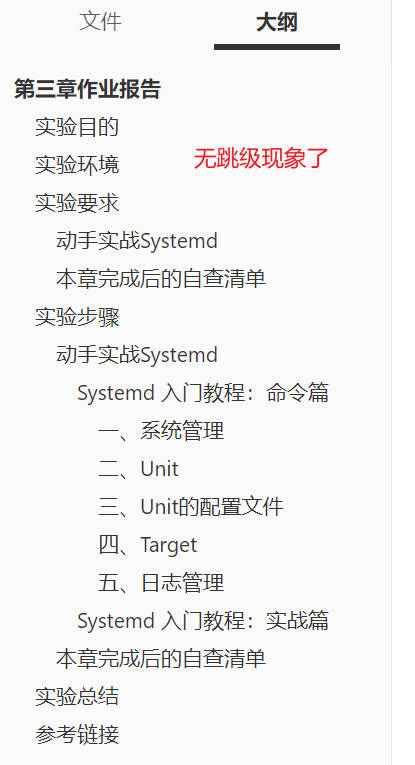 文件 大纲
第三章作业报告
实验目的
实验环境 无跳级现象了
实验要求
动手实战Systemd
本章完成后的自查清单
实验步骤
动手实战Systemd
Systemd 入门教程：命令篇
一、系统管理
二、Unit
三、Unit的配置文件
四、Target
五、日志管理
Systemd 入门教程：实战篇
本章完成后的自查清单
实验总结
参考链接